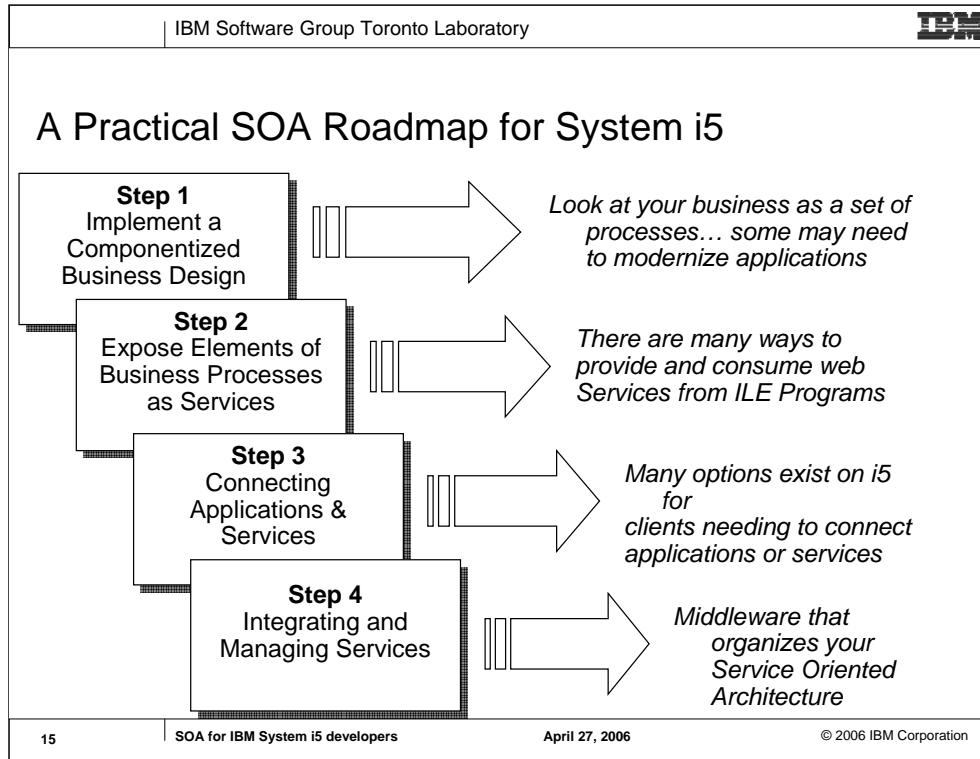 IBM Software Group Toronto Laboratory
IBM
A Practical SOA Roadmap for System i5
Step 1
Implement a
Componentized
Business Design
Look at your business as a set of
processes… some may need
to modernize applications
Step 2
Expose Elements of
Business Processes
as Services
There are many ways to
provide and consume web
Services from ILE Programs
Step 3
Connecting
Applications &
Services
Many options exist on i5
for
clients needing to connect
applications or services
Step 4
Integrating and
Managing Services
Middleware that
organizes your
Service Oriented
Architecture
15
SOA for IBM System i5 developers
April 27, 2006
© 2006 IBM Corporation